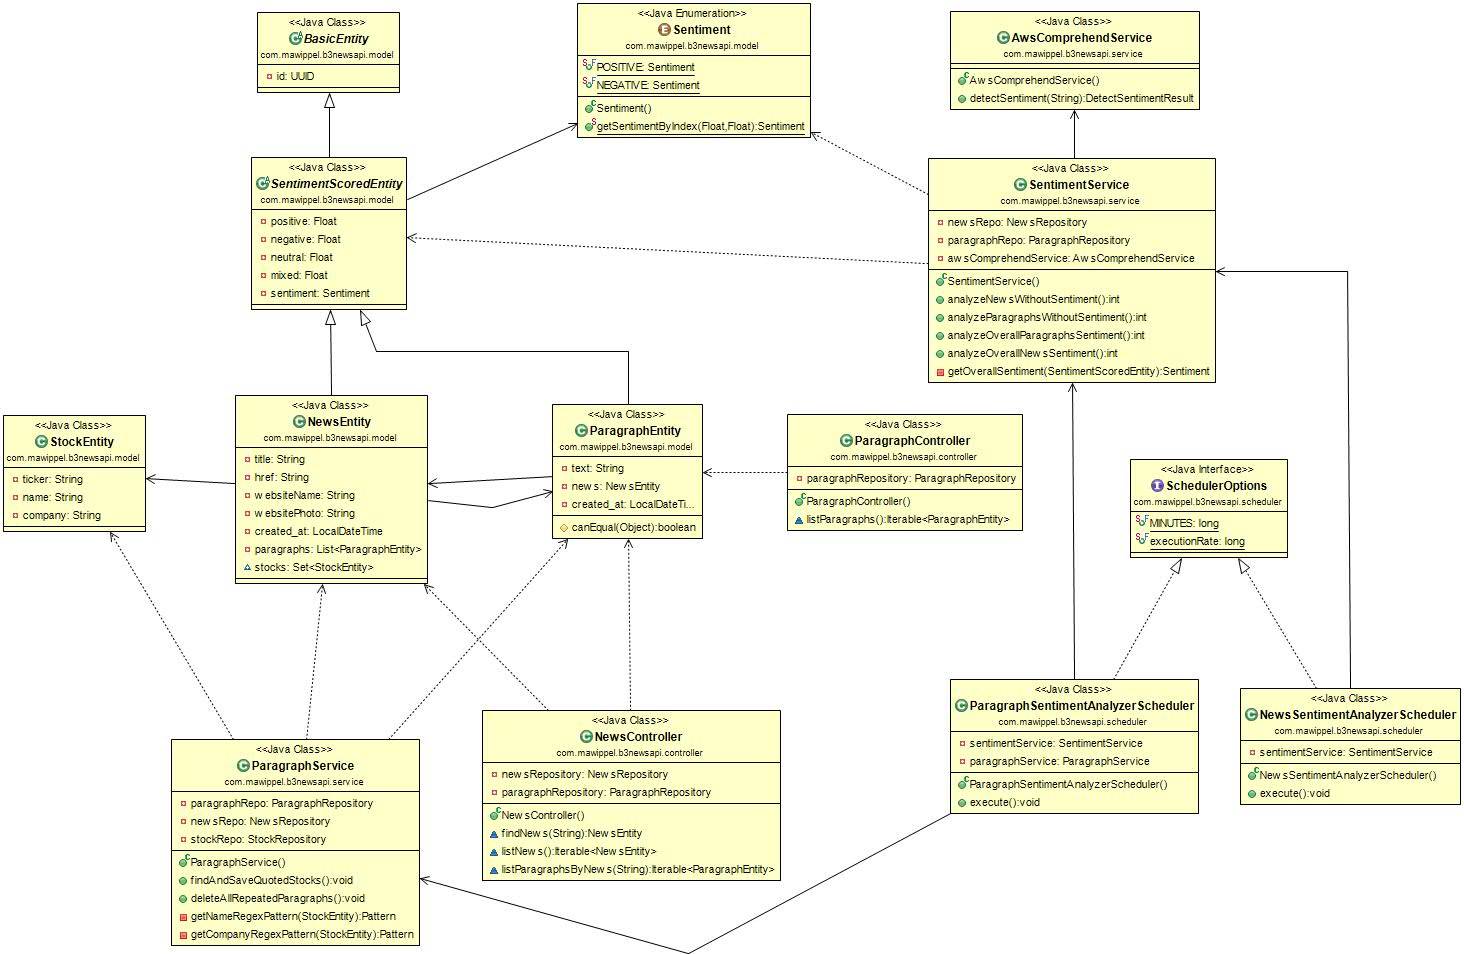 <<Java Class>>
BasicEntity
com.mawippel.b3newsapi.model
id: UUID
<<Java Enumeration>>
Sentiment
com.mawippel.b3newsapi.model
POSITIVE: Sentiment
NEGATIVE: Sentiment
Sentiment()
getSentimentByIndex(Float,Float):Sentiment
<<Java Class>>
AwsComprehendService
com.mawippel.b3newsapi.service
AwsComprehendService()
detectSentiment(String):DetectSentimentResult
<<Java Class>>
SentimentScoredEntity
com.mawippel.b3newsapi.model
positive: Float
negative: Float
neutral: Float
mixed: Float
sentiment: Sentiment
<<Java Class>>
SentimentService
com.mawippel.b3newsapi.service
newsRepo: NewsRepository
paragraphRepo: ParagraphRepository
awsComprehendService: AwsComprehendService
SentimentService()
analyzeNewsWithoutSentiment():int
analyzeParagraphsWithoutSentiment():int
analyzeOverallParagraphsSentiment():int
analyzeOverallNewsSentiment():int
getOverallSentiment(SentimentScoredEntity):Sentiment
<<Java Class>>
StockEntity
com.mawippel.b3newsapi.model
ticker: String
name: String
company: String
<<Java Class>>
NewsEntity
com.mawippel.b3newsapi.model
title: String
href: String
websiteName: String
websitePhoto: String
created_at: LocalDateTime
paragraphs: List<ParagraphEntity>
stocks: Set<StockEntity>
<<Java Class>>
ParagraphEntity
com.mawippel.b3newsapi.model
text: String
news: NewsEntity
created_at: LocalDateTi...
canEqual(Object):boolean
<<Java Class>>
ParagraphController
com.mawippel.b3newsapi.controller
paragraphRepository: ParagraphRepository
ParagraphController()
listParagraphs():Iterable<ParagraphEntity>
<<Java Interface>>
SchedulerOptions
com.mawippel.b3newsapi.scheduler
MINUTES: long
executionRate: long
<<Java Class>>
ParagraphService
com.mawippel.b3newsapi.service
paragraphRepo: ParagraphRepository
newsRepo: NewsRepository
stockRepo: StockRepository
ParagraphService()
findAndSaveQuotedStocks():void
deleteAllRepeatedParagraphs():void
getNameRegexPattern(StockEntity):Pattern
getCompanyRegexPattern(StockEntity):Pattern
<<Java Class>>
NewsController
com.mawippel.b3newsapi.controller
newsRepository: NewsRepository
paragraphRepository: ParagraphRepository
NewsController()
findNews(String):NewsEntity
listNews():Iterable<NewsEntity>
listParagraphsByNews(String):Iterable<ParagraphEntity>
<<Java Class>>
ParagraphSentimentAnalyzerScheduler
com.mawippel.b3newsapi.scheduler
sentimentService: SentimentService
paragraphService: ParagraphService
ParagraphSentimentAnalyzerScheduler()
execute():void
<<Java Class>>
NewsSentimentAnalyzerScheduler
com.mawippel.b3newsapi.scheduler
sentimentService: SentimentService
NewsSentimentAnalyzerScheduler()
execute():void